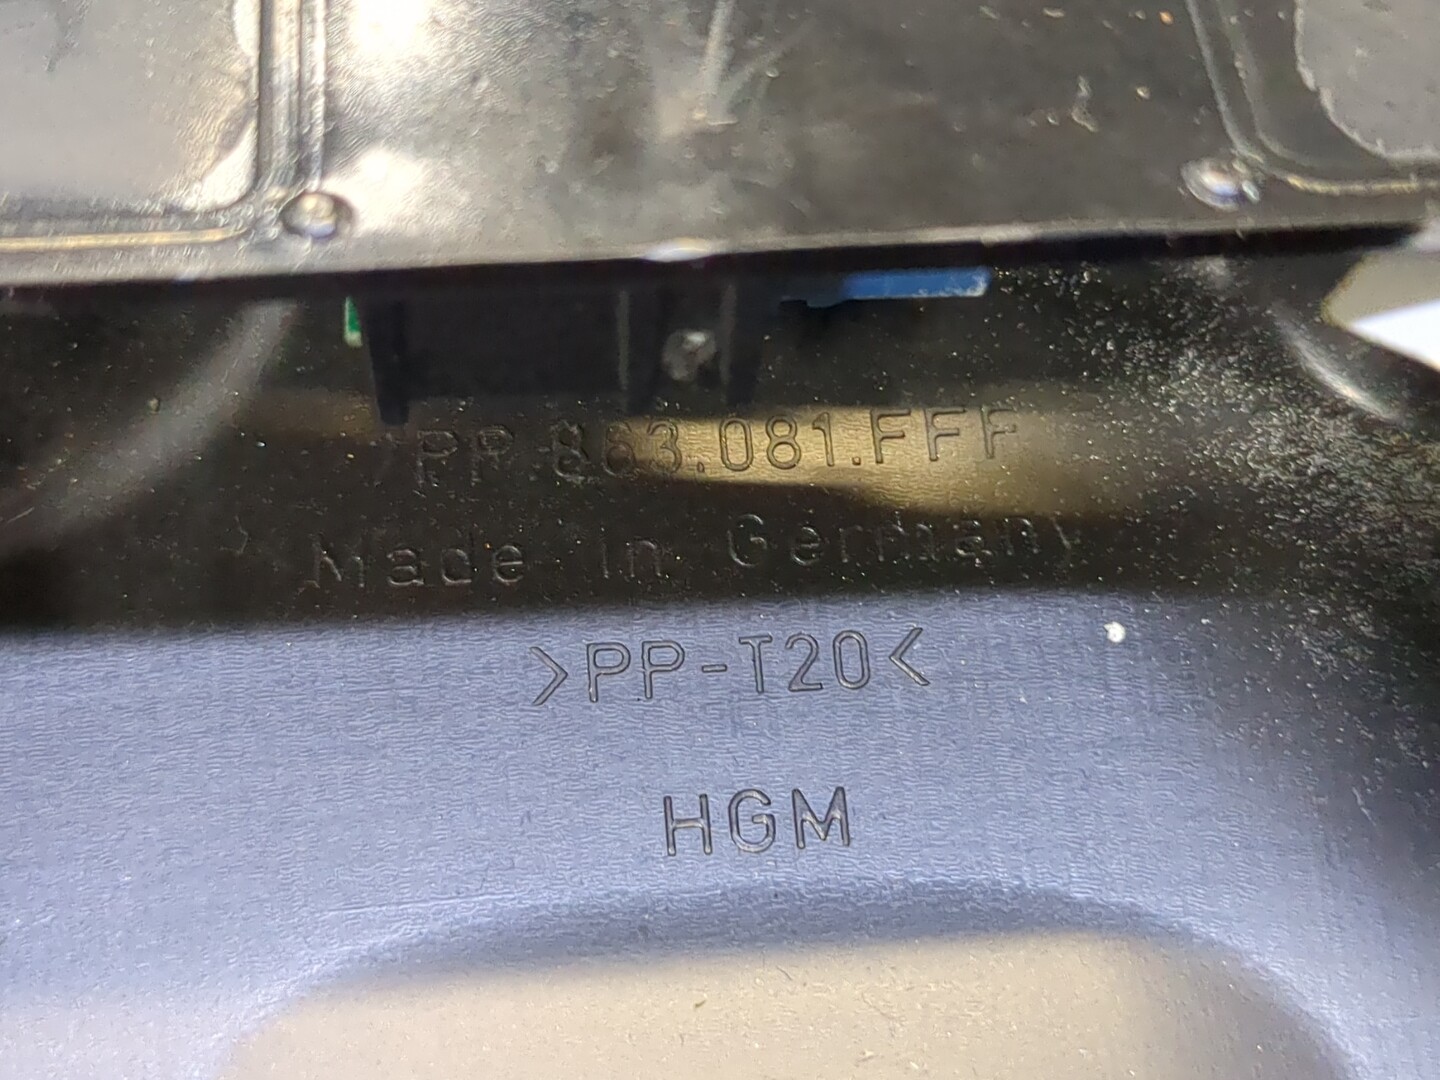 PP.863.081.FFF
Made in Germany
>PP-T20<
HGM